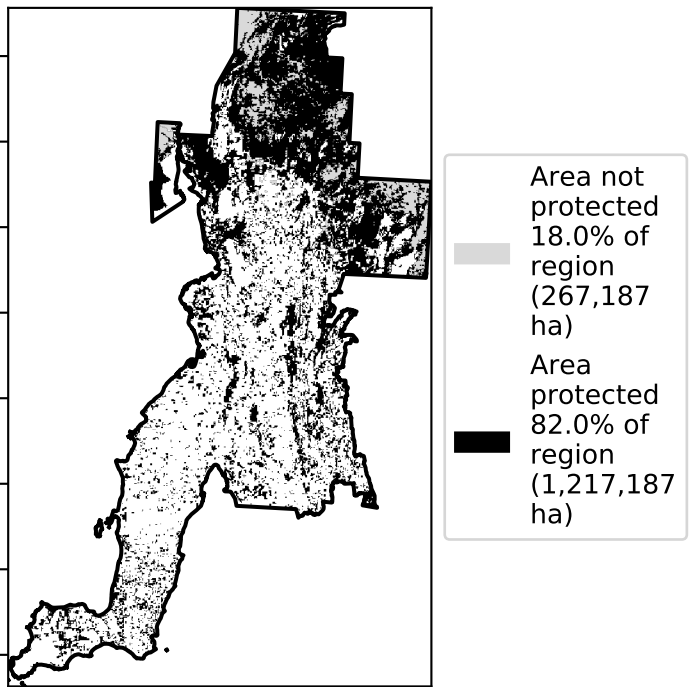 Area not
protected
18.0% of
region
(267,187
ha)
Area
protected
82.0% of
region
(1,217,187
ha)